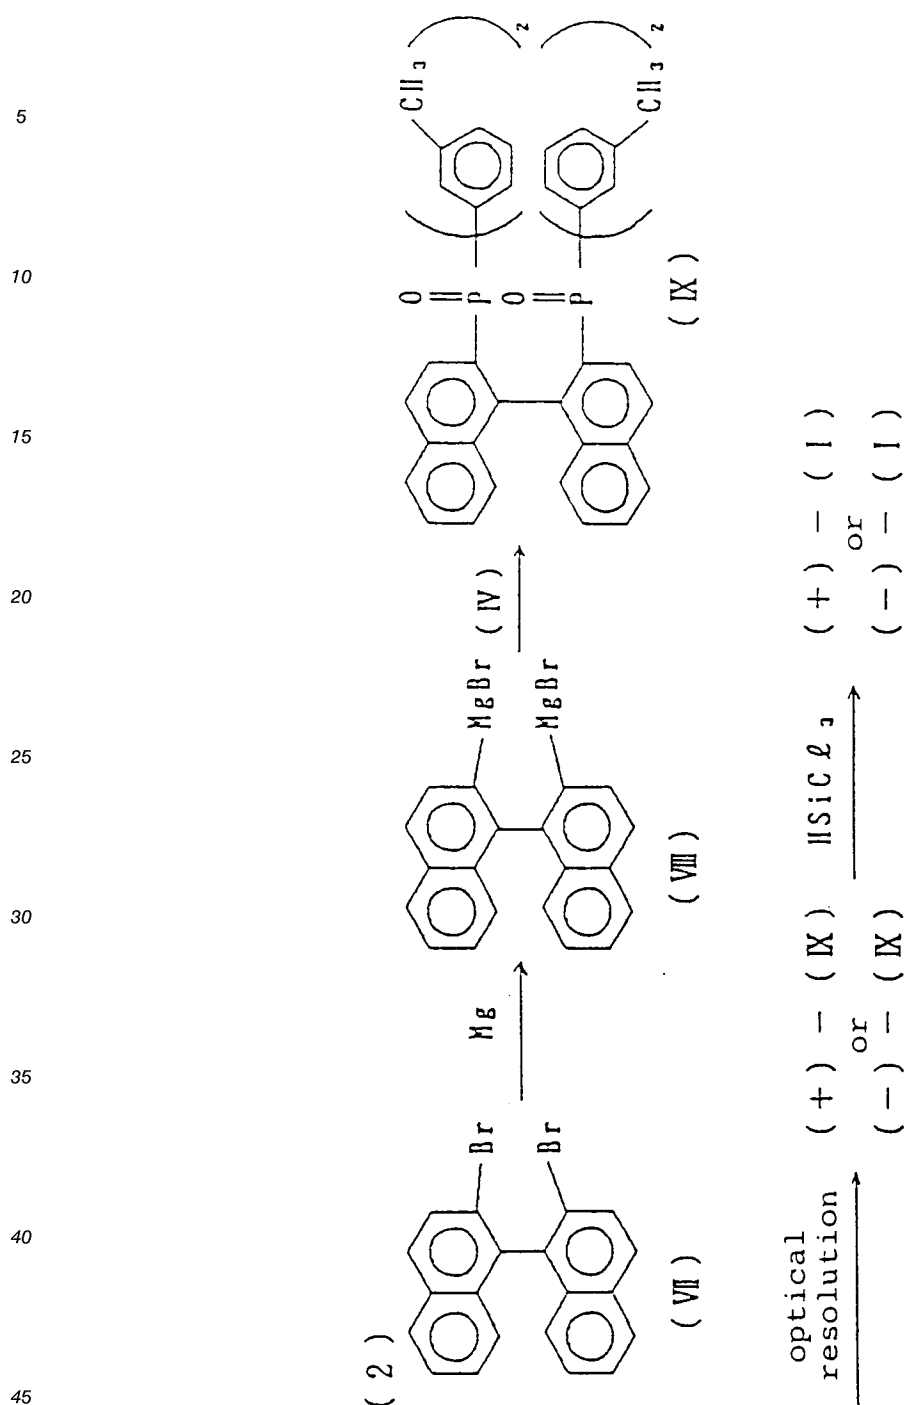 5
10
15
20
25
30
35
40
45
( 2 )
Br
Br
( VII )
Mg
MgBr
MgBr
( VIII )
( IV )
O
P
CH3
2
O
P
CH3
2
( IX )
optical
resolution
( + ) − ( IX )
or
( − ) − ( IX )
HSiCℓ3
( + ) − ( I )
or
( − ) − ( I )